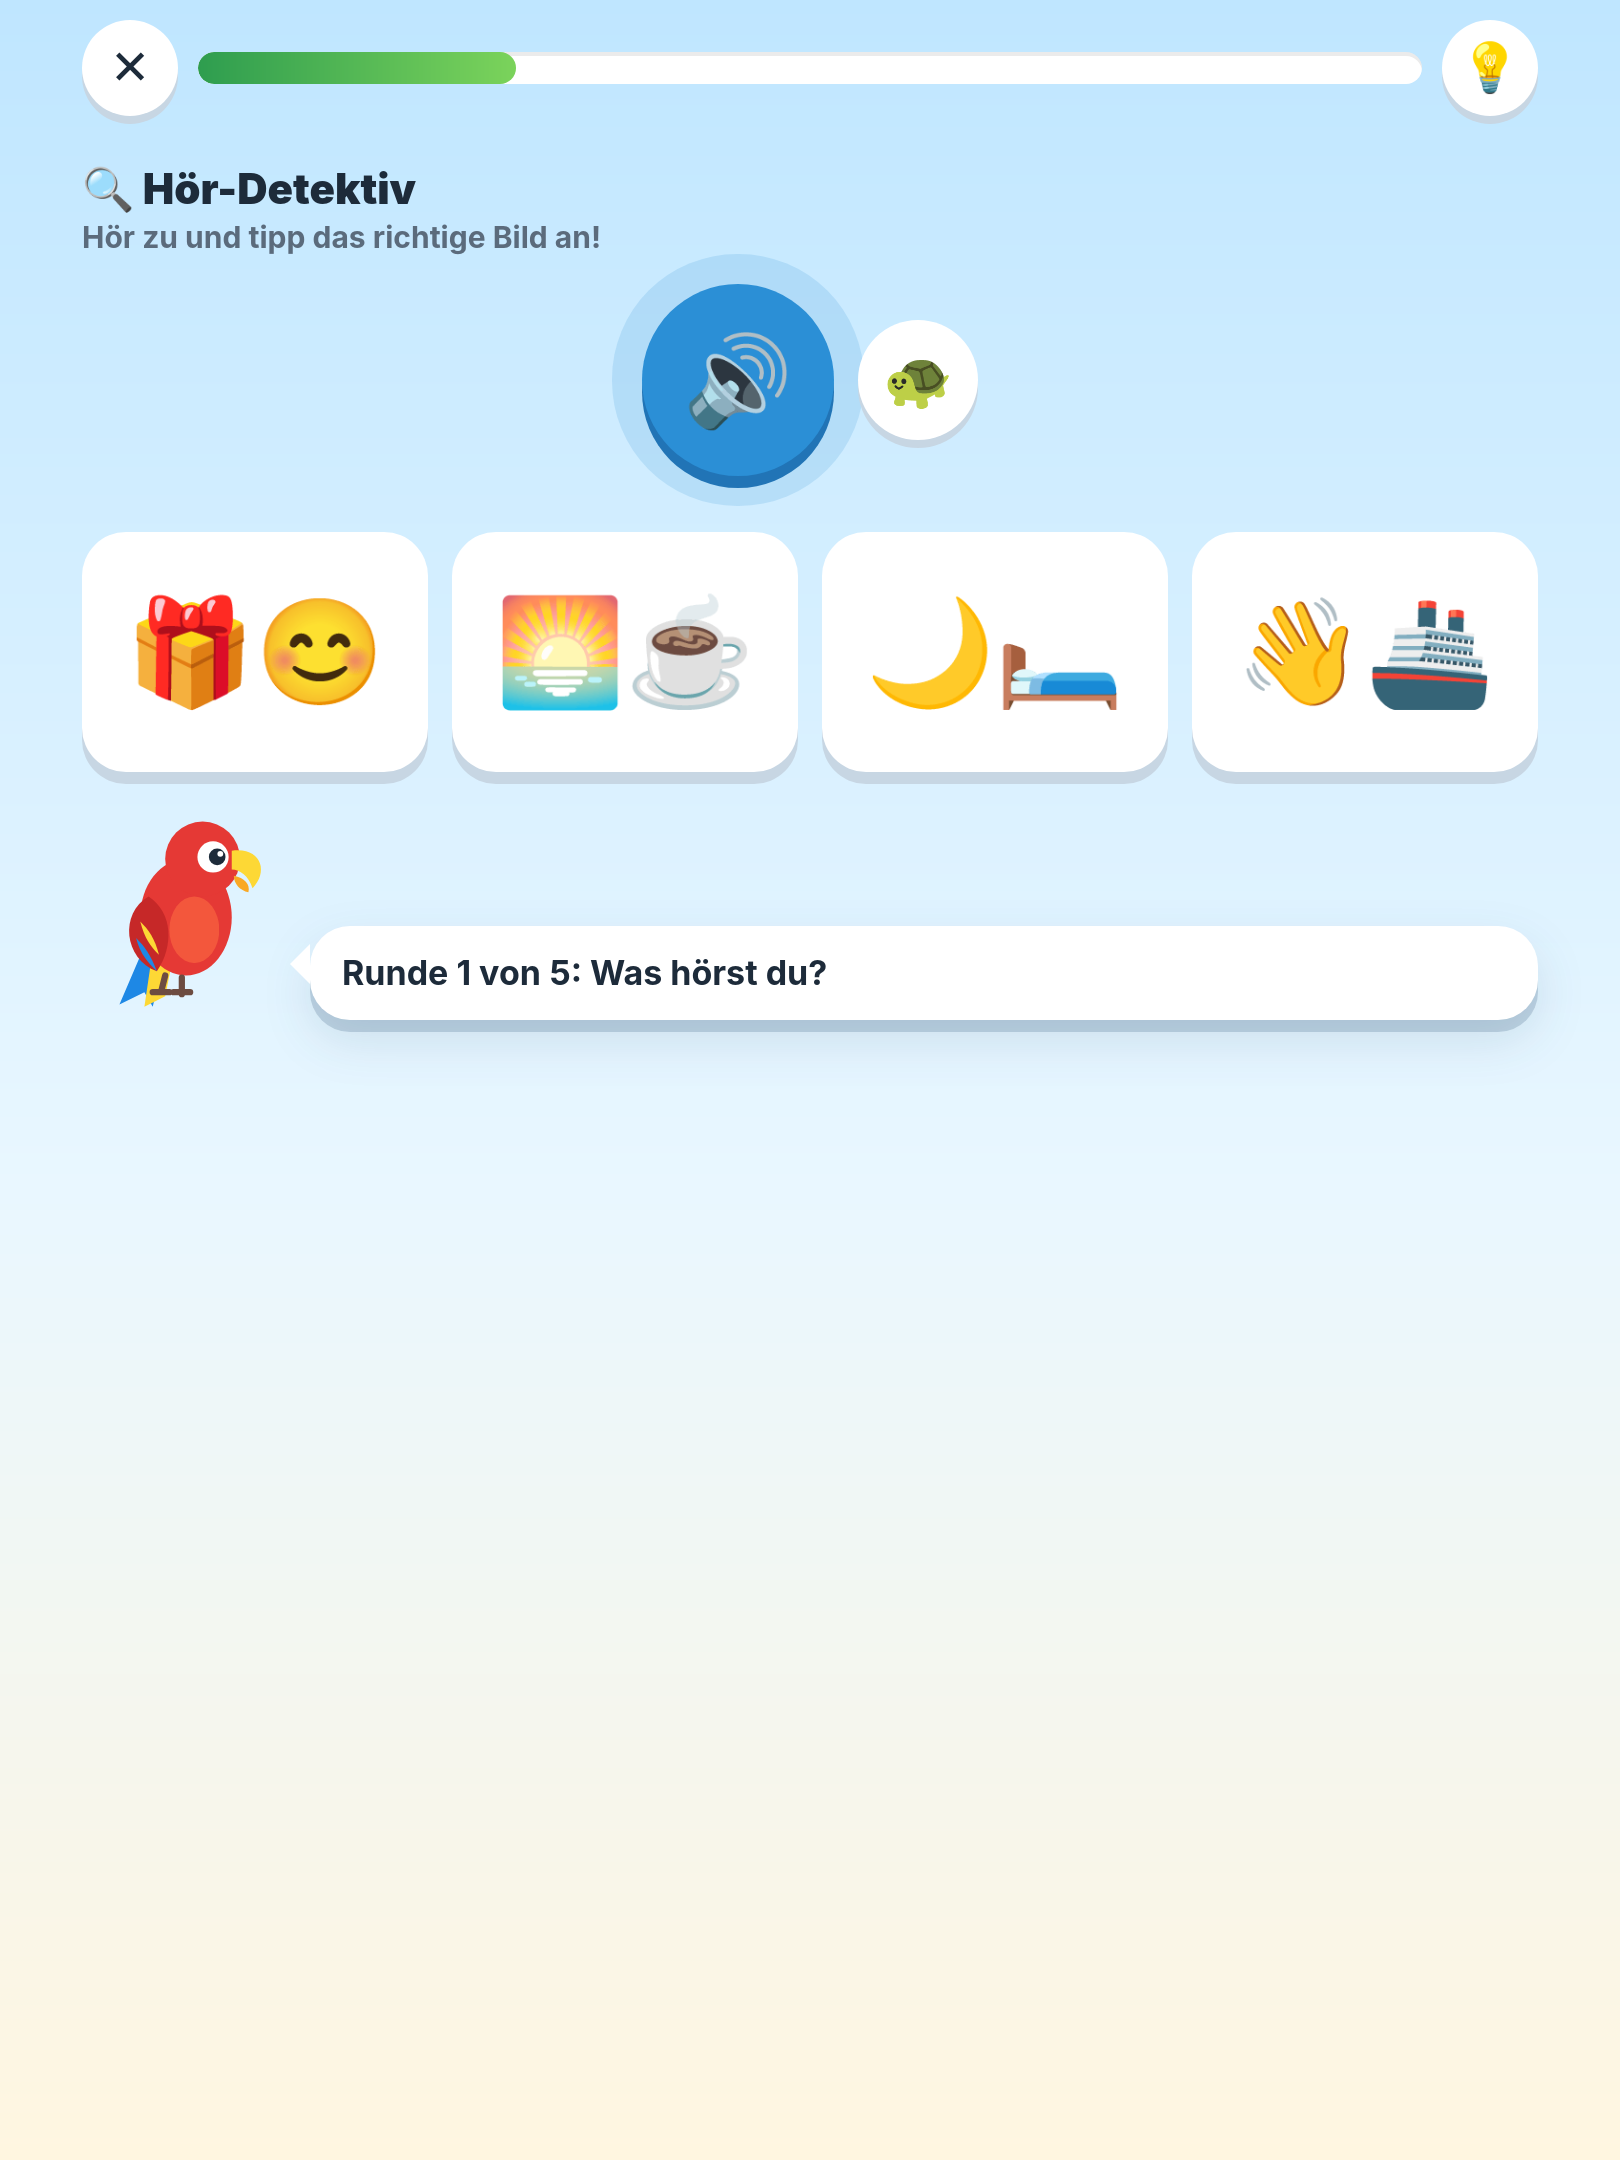 Hör-Detektiv
Hör zu und tipp das richtige Bild an!
Runde 1 von 5: Was hörst du?